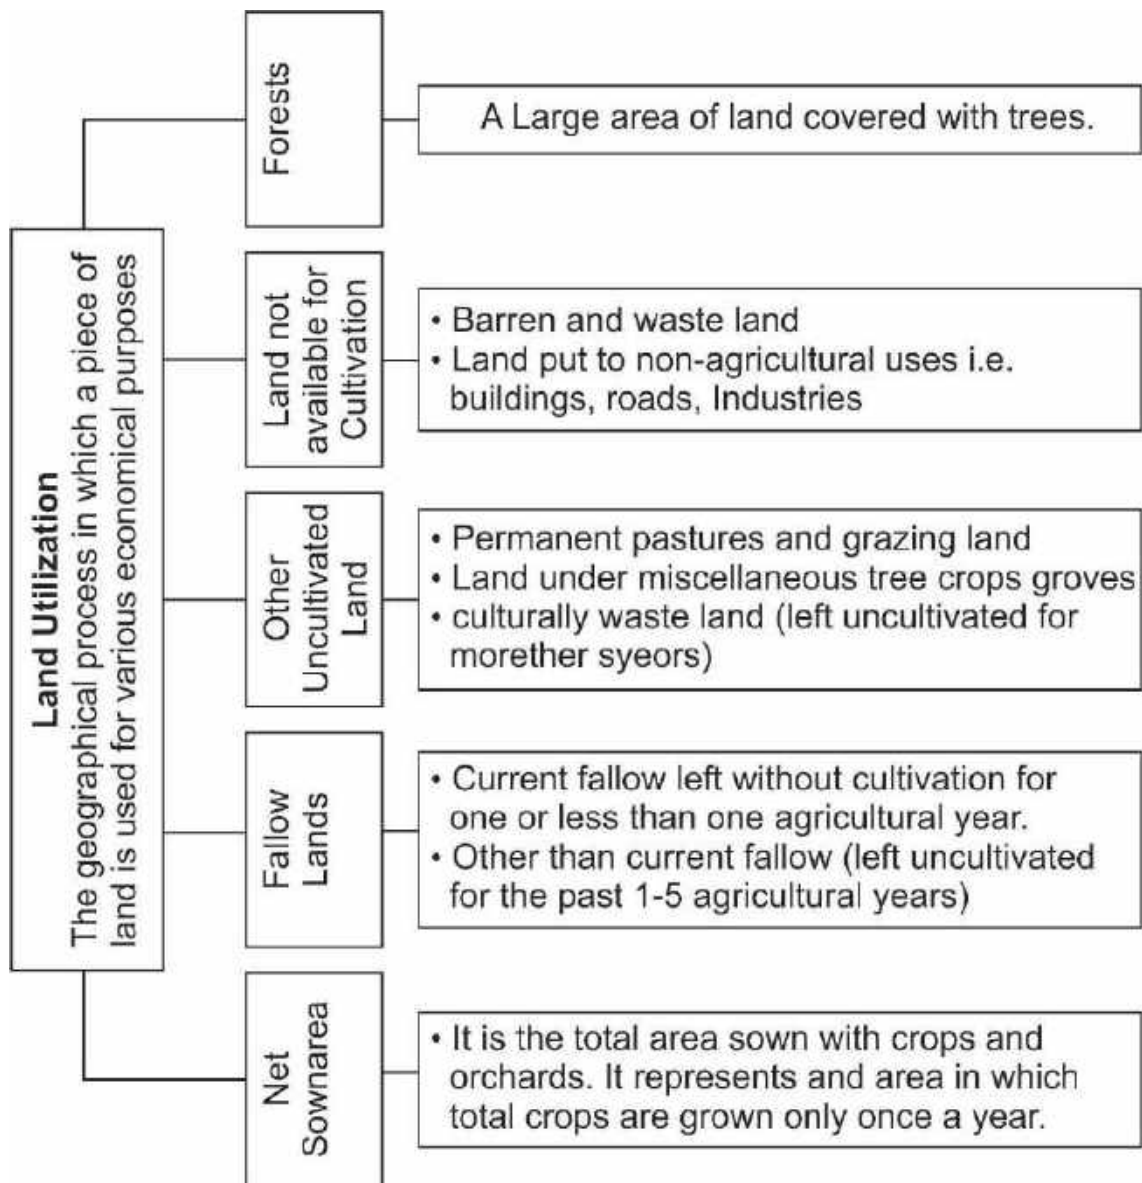 Land Utilization
The geographical process in which a piece of
land is used for various economical purposes
Forests
A Large area of land covered with trees.
Land not
available for
Cultivation
• Barren and waste land
• Land put to non-agricultural uses i.e.
buildings, roads, Industries
Other
Uncultivated
Land
• Permanent pastures and grazing land
• Land under miscellaneous tree crops groves
• culturally waste land (left uncultivated for
morether syeors)
Fallow
Lands
• Current fallow left without cultivation for
one or less than one agricultural year.
• Other than current fallow (left uncultivated
for the past 1-5 agricultural years)
Net
Sownarea
• It is the total area sown with crops and
orchards. It represents and area in which
total crops are grown only once a year.